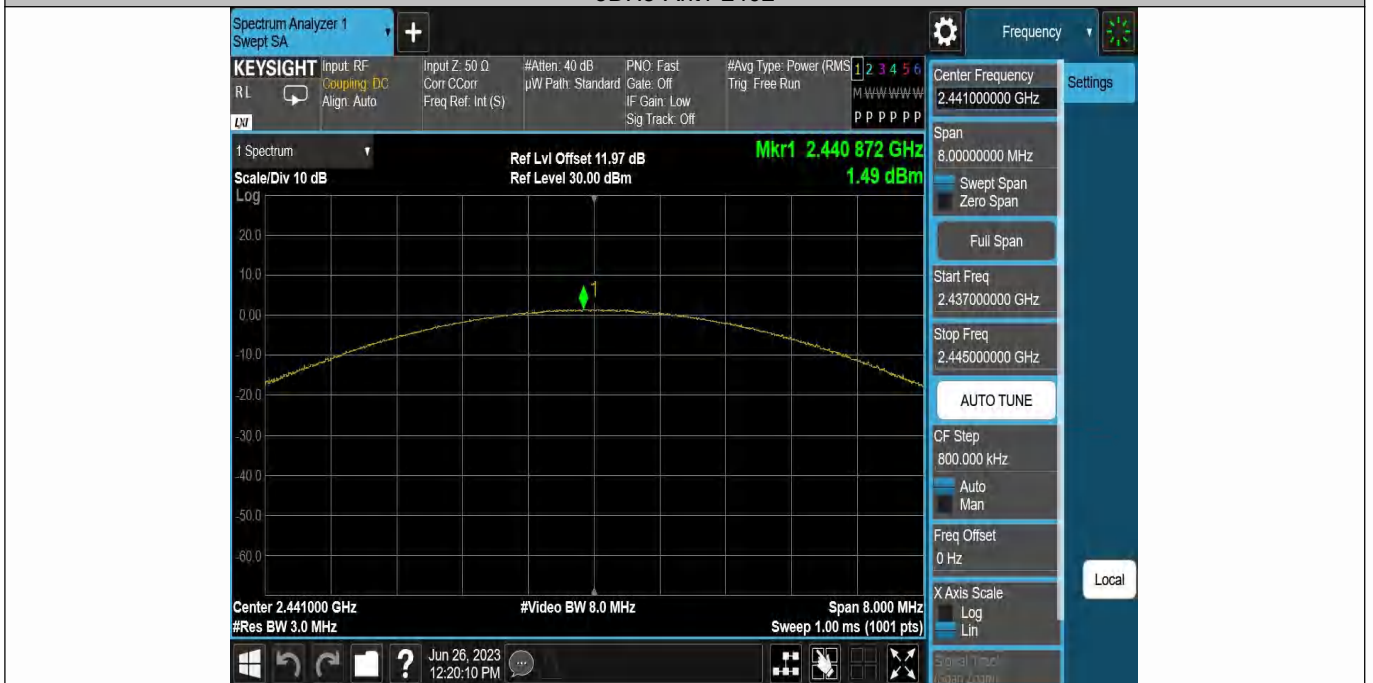 Spectrum Analyzer 1
Swept SA
Frequency
KEYSIGHT
RL
LXI
Input: RF
Coupling: DC
Align: Auto
Input Z: 50 Ω
Corr CCorr
Freq Ref: Int (S)
#Atten: 40 dB
µW Path: Standard
PNO: Fast
Gate: Off
IF Gain: Low
Sig Track: Off
#Avg Type: Power (RMS
Trig: Free Run
1 2 3 4 5 6
M W W W W W
P P P P P P
1 Spectrum
Scale/Div 10 dB
Ref Lvl Offset 11.97 dB
Ref Level 30.00 dBm
Mkr1 2.440 872 GHz
1.49 dBm
Log
20.0
10.0
0.00
-10.0
-20.0
-30.0
-40.0
-50.0
-60.0
1
Center 2.441000 GHz
#Res BW 3.0 MHz
#Video BW 8.0 MHz
Span 8.000 MHz
Sweep 1.00 ms (1001 pts)
Jun 26, 2023
12:20:10 PM
Center Frequency
2.441000000 GHz
Settings
Span
8.00000000 MHz
Swept Span
Zero Span
Full Span
Start Freq
2.437000000 GHz
Stop Freq
2.445000000 GHz
AUTO TUNE
CF Step
800.000 kHz
Auto
Man
Freq Offset
0 Hz
X Axis Scale
Log
Lin
Local
Signal Track
(Span Zoom)